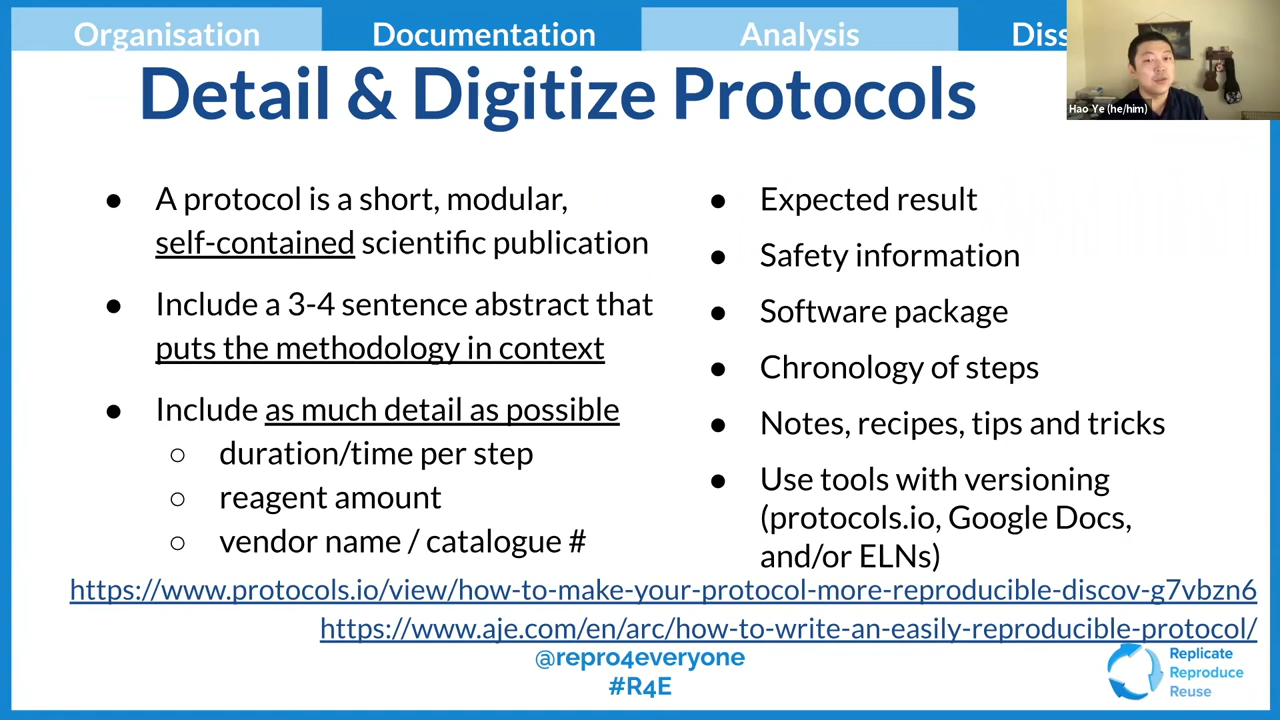 Organisation
Documentation
Analysis
Diss
Hao Ye (he/him)
Detail & Digitize Protocols
● A protocol is a short, modular,
self-contained scientific publication
● Include a 3-4 sentence abstract that
puts the methodology in context
● Include as much detail as possible
○ duration/time per step
○ reagent amount
○ vendor name / catalogue #
● Expected result
● Safety information
● Software package
● Chronology of steps
● Notes, recipes, tips and tricks
● Use tools with versioning
(protocols.io, Google Docs,
and/or ELNs)
https://www.protocols.io/view/how-to-make-your-protocol-more-reproducible-discov-g7vbzn6
https://www.aje.com/en/arc/how-to-write-an-easily-reproducible-protocol/
@repro4everyone
#R4E
Replicate
Reproduce
Reuse